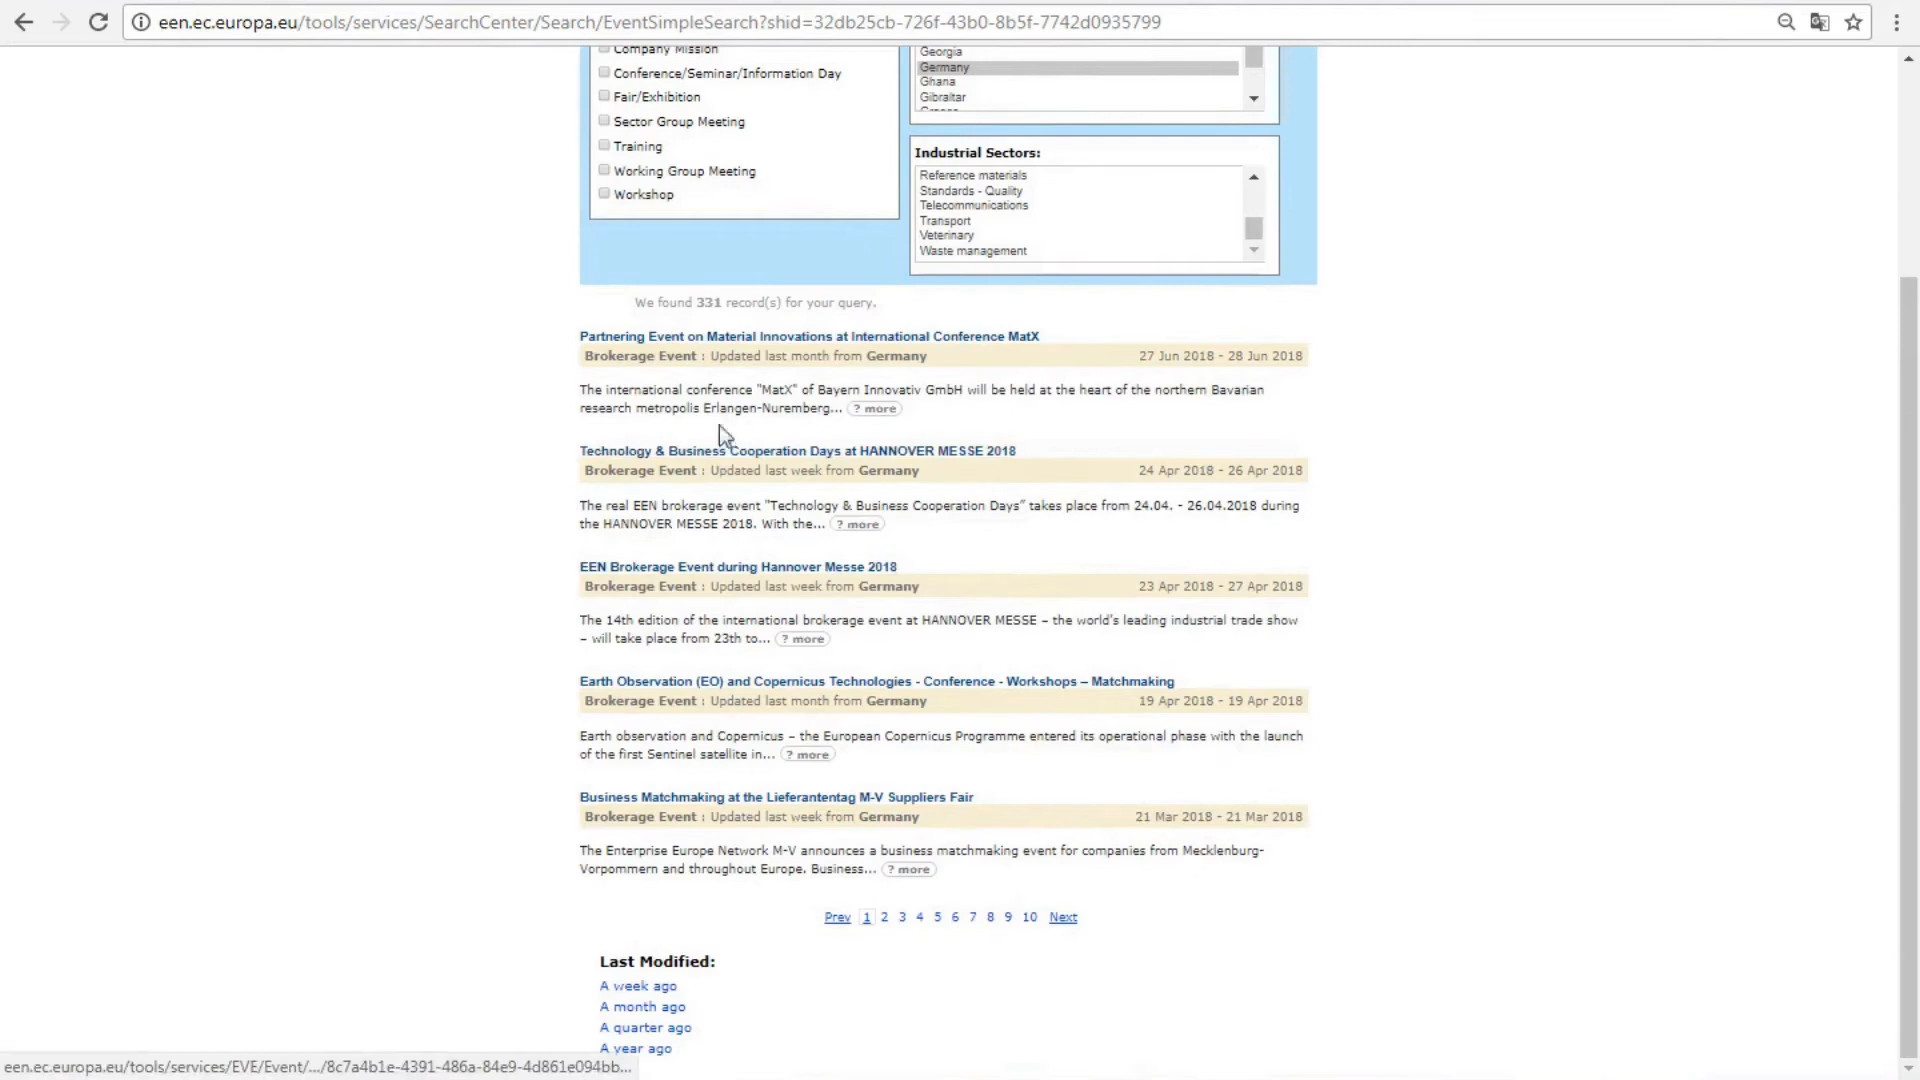 een.ec.europa.eu/tools/services/SearchCenter/Search/EventSimpleSearch?shid=32db25cb-726f-43b0-8b5f-7742d0935799
Company Mission
Conference/Seminar/Information Day
Fair/Exhibition
Sector Group Meeting
Training
Working Group Meeting
Workshop
Georgia
Germany
Ghana
Gibraltar
Industrial Sectors:
Reference materials
Standards - Quality
Telecommunications
Transport
Veterinary
Waste management
We found 331 record(s) for your query.
Partnering Event on Material Innovations at International Conference MatX
Brokerage Event : Updated last month from Germany 27 Jun 2018 - 28 Jun 2018
The international conference "MatX" of Bayern Innovativ GmbH will be held at the heart of the northern Bavarian
research metropolis Erlangen-Nuremberg... ? more
Technology & Business Cooperation Days at HANNOVER MESSE 2018
Brokerage Event : Updated last week from Germany 24 Apr 2018 - 26 Apr 2018
The real EEN brokerage event "Technology & Business Cooperation Days" takes place from 24.04. - 26.04.2018 during
the HANNOVER MESSE 2018. With the... ? more
EEN Brokerage Event during Hannover Messe 2018
Brokerage Event : Updated last week from Germany 23 Apr 2018 - 27 Apr 2018
The 14th edition of the international brokerage event at HANNOVER MESSE – the world's leading industrial trade show
– will take place from 23th to... ? more
Earth Observation (EO) and Copernicus Technologies - Conference - Workshops – Matchmaking
Brokerage Event : Updated last month from Germany 19 Apr 2018 - 19 Apr 2018
Earth observation and Copernicus – the European Copernicus Programme entered its operational phase with the launch
of the first Sentinel satellite in... ? more
Business Matchmaking at the Lieferantentag M-V Suppliers Fair
Brokerage Event : Updated last week from Germany 21 Mar 2018 - 21 Mar 2018
The Enterprise Europe Network M-V announces a business matchmaking event for companies from Mecklenburg-
Vorpommern and throughout Europe. Business... ? more
Prev 1 2 3 4 5 6 7 8 9 10 Next
Last Modified:
A week ago
A month ago
A quarter ago
A year ago
een.ec.europa.eu/tools/services/EVE/Event/.../8c7a4b1e-4391-486a-84e9-4d861e094bb...